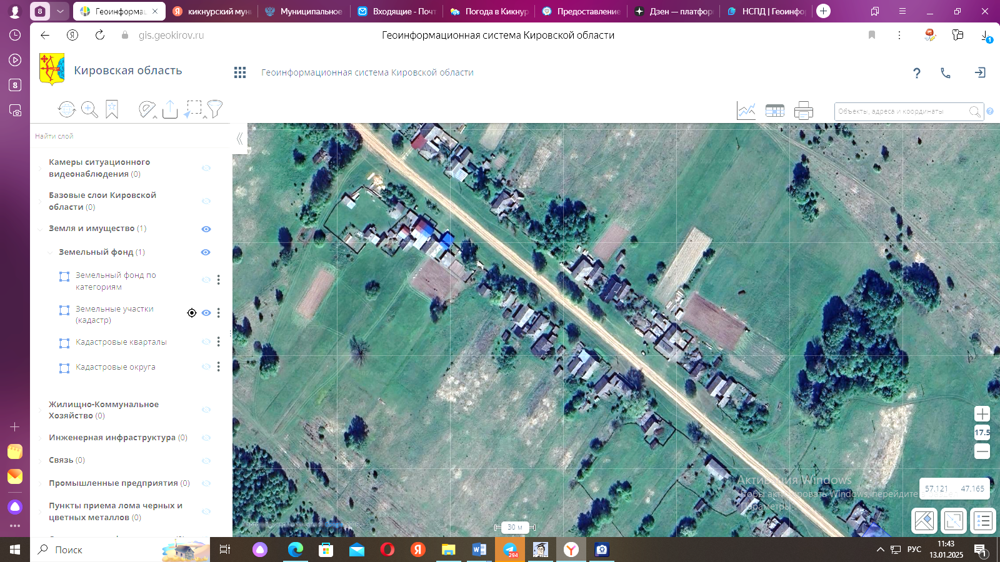 8
Геоинформац
кикнурский мун
Муниципальное
Входящие - Почт
Погода в Кикнур
Предоставление
Дзен — платфор
НСПД | Геоинфо
gis.geokirov.ru
Геоинформационная система Кировской области
1
8
Кировская область
Геоинформационная система Кировской области
?
Объекты, адреса и координаты
?
Найти слой
Камеры ситуационного
видеонаблюдения (0)
Базовые слои Кировской
области (0)
Земля и имущество (1)
Земельный фонд (1)
Земельный фонд по
категориям
Земельные участки
(кадастр)
Кадастровые кварталы
Кадастровые округа
Жилищно-Коммунальное
Хозяйство (0)
Инженерная инфраструктура (0)
Связь (0)
Промышленные предприятия (0)
Пункты приема лома черных и
цветных металлов (0)
17.5
Активация Windows
Чтобы активировать Windows, перейдите в раздел
"Параметры".
57.121 47.165
30 м
Поиск
294
РУС
11:43
13.01.2025
1